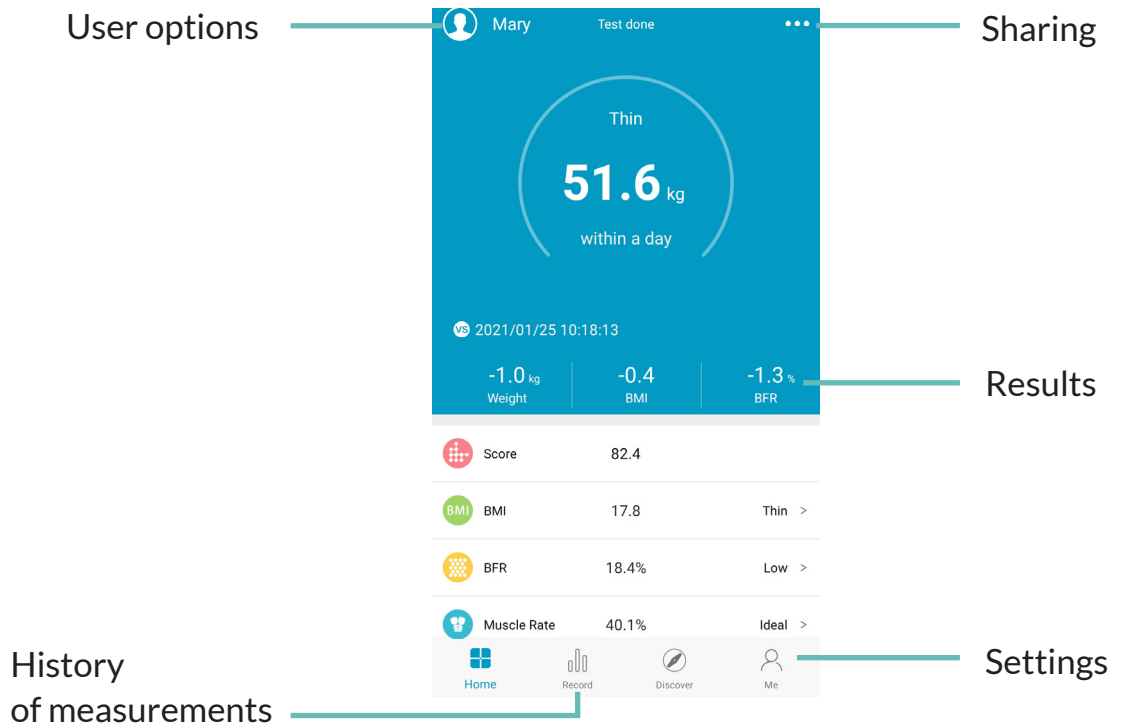 User options
Mary
Test done
Sharing
Thin
51.6 kg
within a day
VS 2021/01/25 10:18:13
-1.0 kg
-0.4
-1.3 %
Weight
BMI
BFR
Results
Score 82.4
BMI BMI 17.8 Thin >
BFR 18.4% Low >
Muscle Rate 40.1% Ideal >
Home
Record
Discover
Me
Settings
History
of measurements